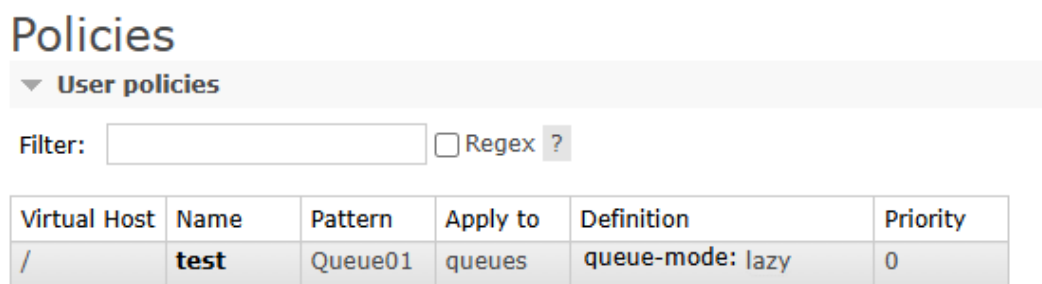 Policies
User policies
Filter: Regex ?
Virtual Host Name Pattern Apply to Definition Priority
/ test Queue01 queues queue-mode: lazy 0